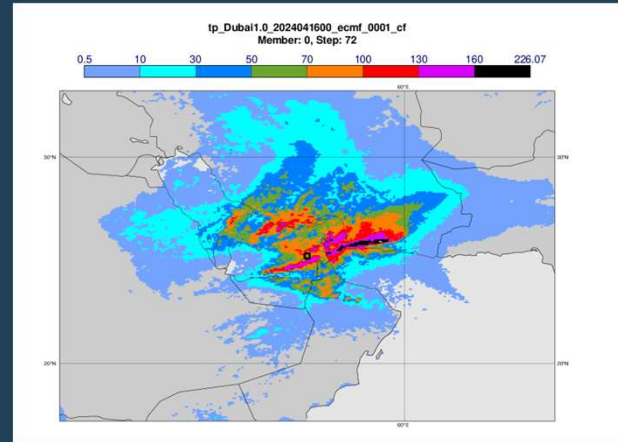 tp_Dubai1.0_2024041600_ecmf_0001_cf
Member: 0, Step: 72
0.5 10 30 50 70 100 130 160 226.07
60°E
30°N 30°N
20°N 20°N
60°E